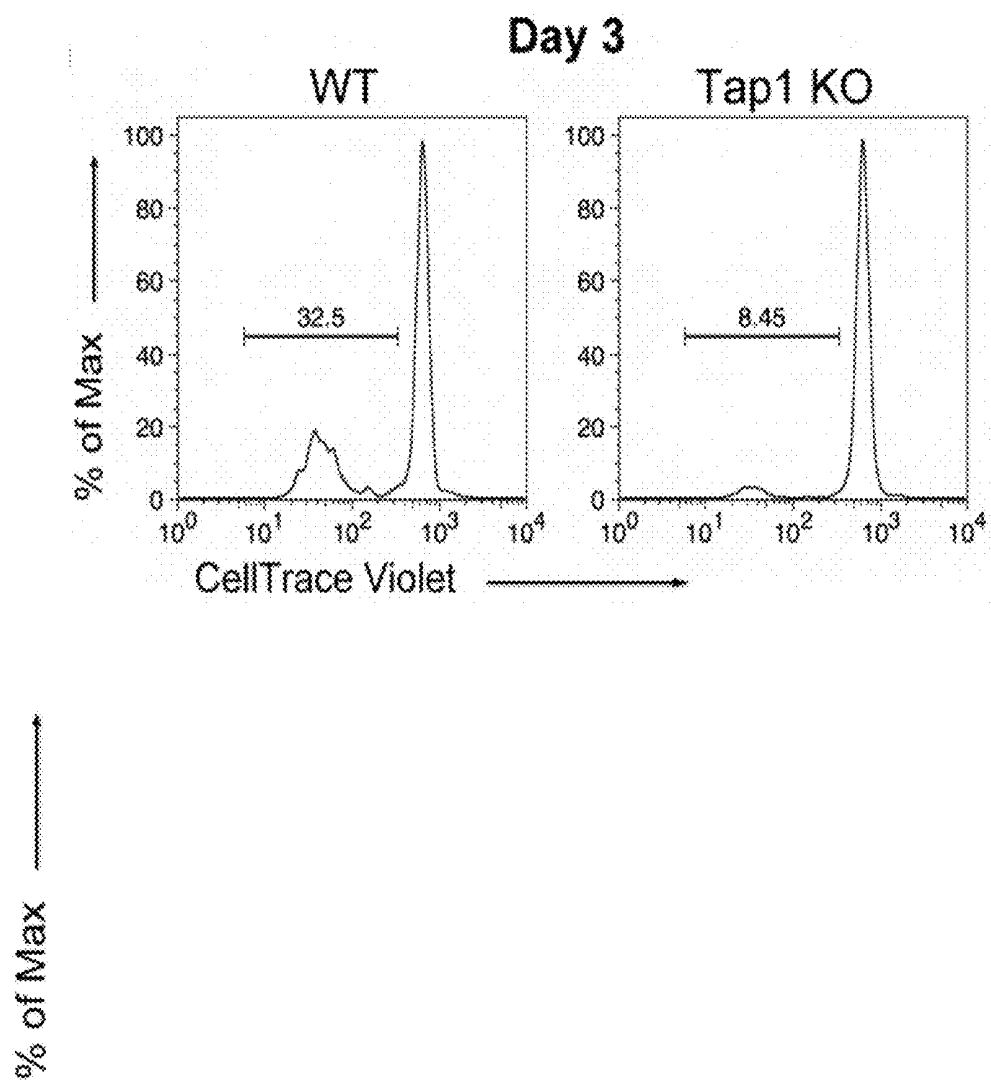 Day 3
WT Tap1 KO
100 100
80 80
60 60
32.5 8.45
40 40
20 20
0 0
10⁰ 10¹ 10² 10³ 10⁴ 10⁰ 10¹ 10² 10³ 10⁴
% of Max
CellTrace Violet
% of Max